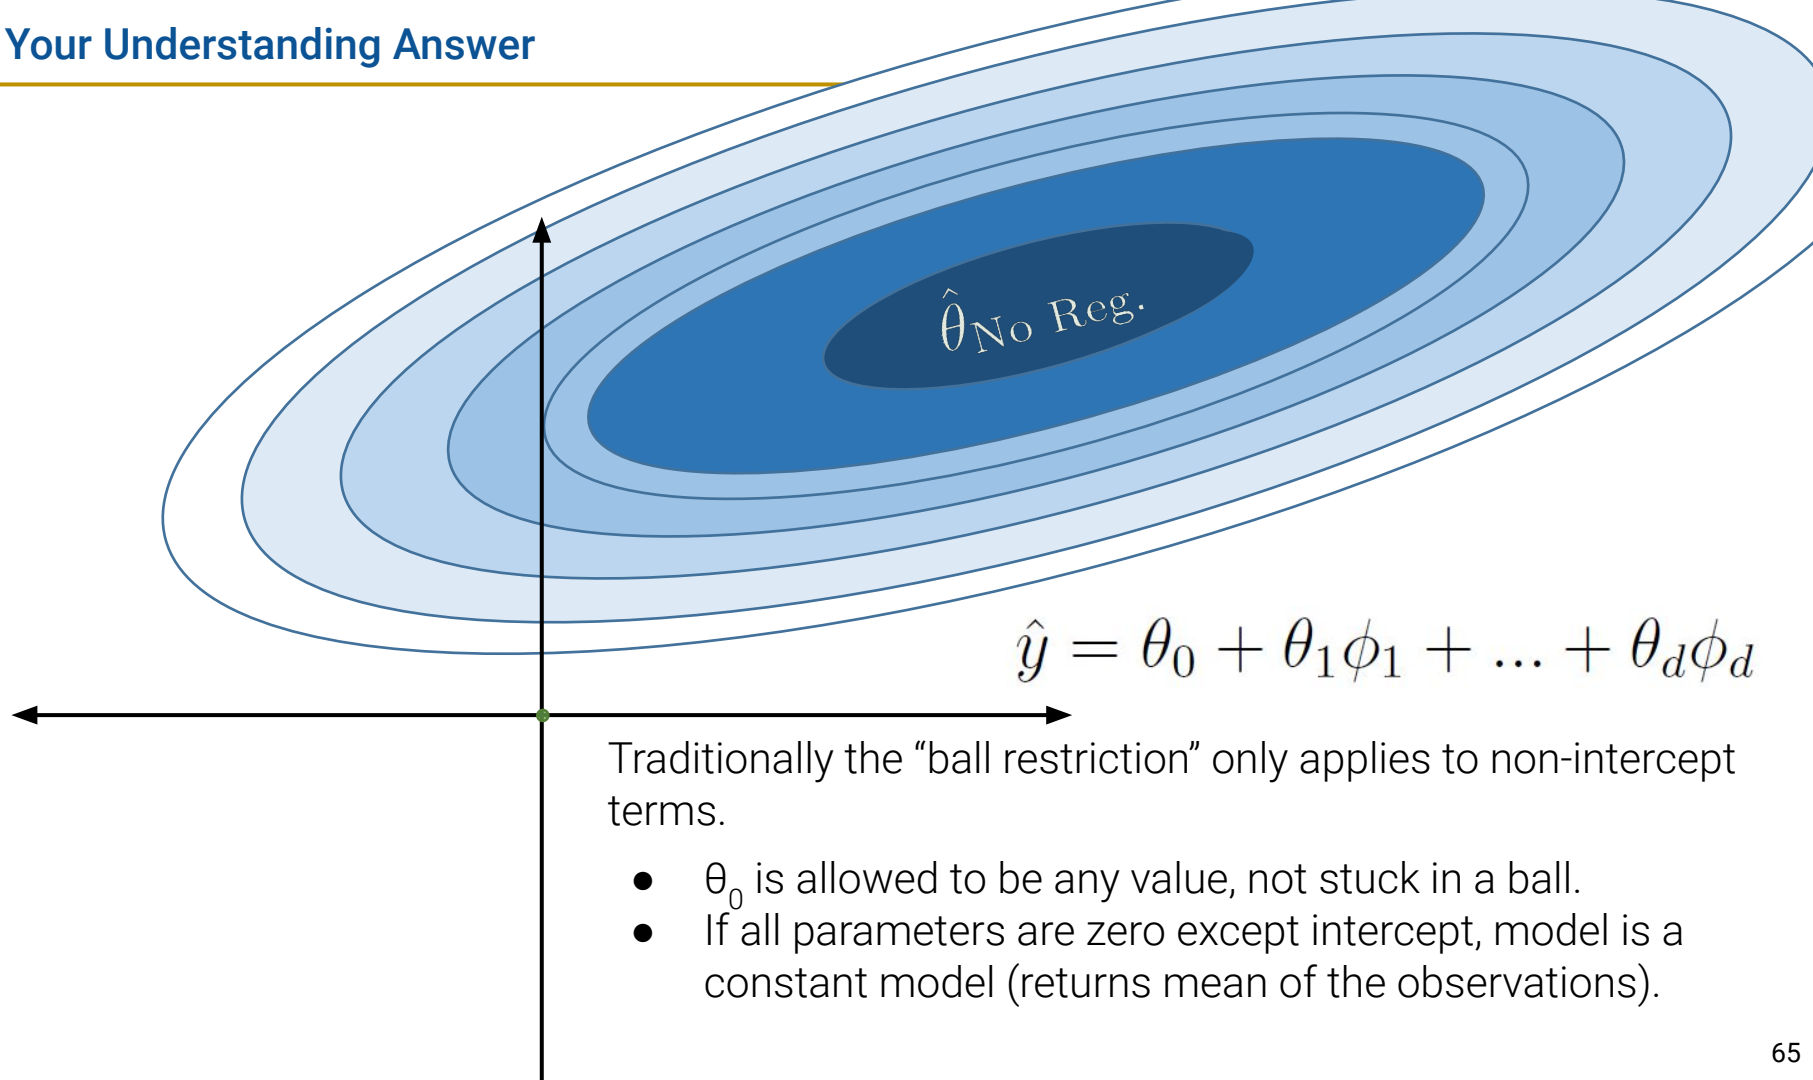 Your Understanding Answer
θ̂_No Reg.
ŷ = θ₀ + θ₁ϕ₁ + ... + θ_dϕ_d
Traditionally the “ball restriction” only applies to non-intercept
terms.
● θ₀ is allowed to be any value, not stuck in a ball.
● If all parameters are zero except intercept, model is a
constant model (returns mean of the observations).
65